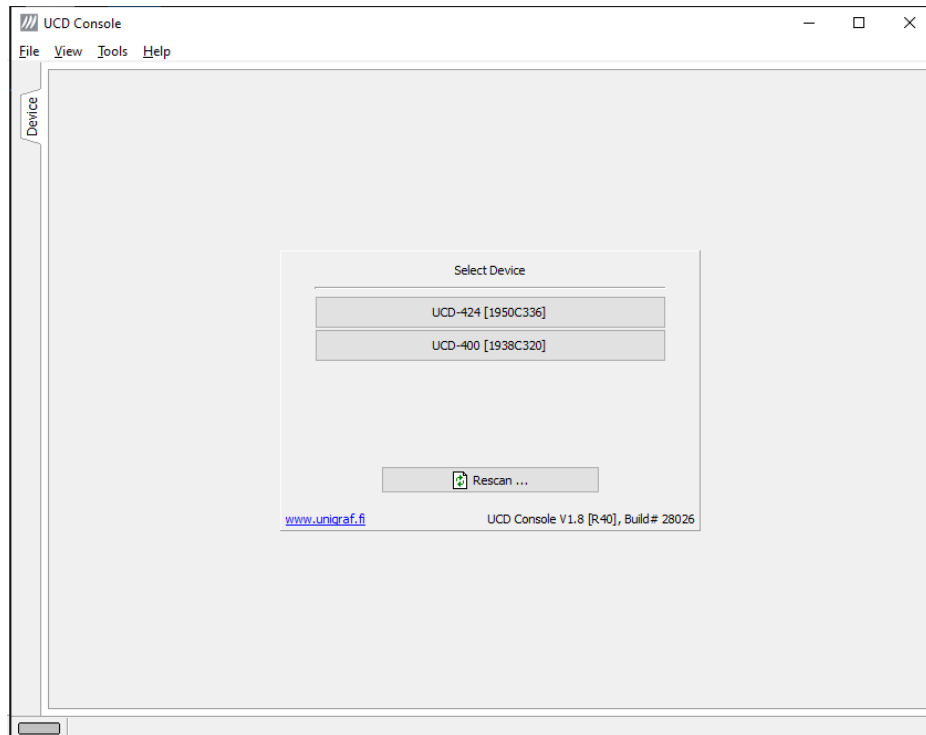 UCD Console
File View Tools Help
Device
Select Device
UCD-424 [1950C336]
UCD-400 [1938C320]
Rescan ...
www.unigraf.fi UCD Console V1.8 [R40], Build# 28026